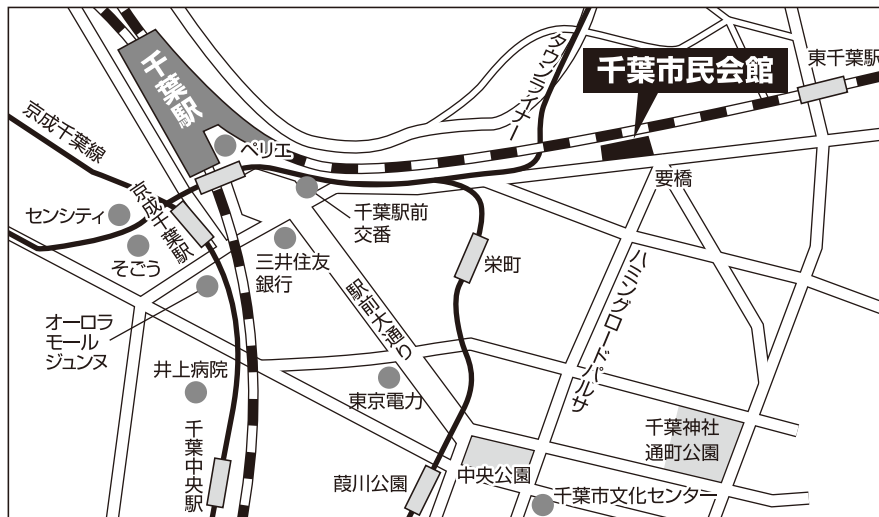 千葉駅
千葉市民会館
東千葉駅
タウンライナー
京成千葉線
ペリエ
京成千葉駅
センシティ
そごう
千葉駅前
交番
要橋
三井住友
銀行
栄町
駅前大通り
ハミングロードパルサ
オーロラ
モール
ジュンヌ
井上病院
東京電力
千葉神社
通町公園
千葉中央駅
葭川公園
中央公園
千葉市文化センター